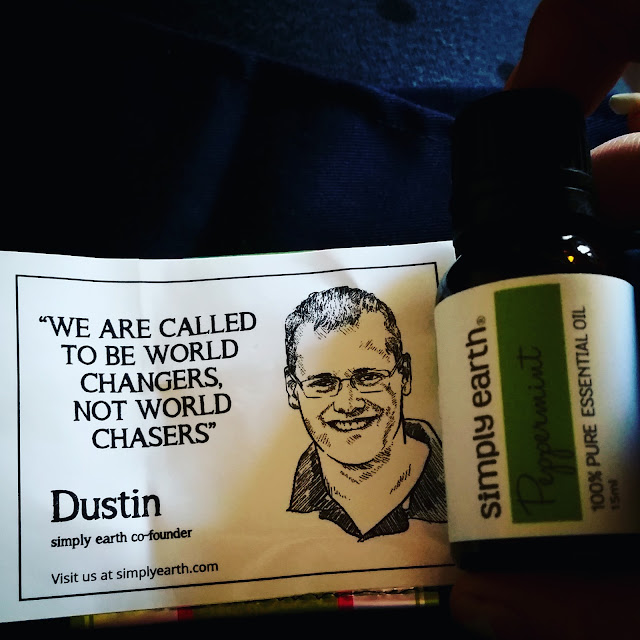 “WE ARE CALLED
TO BE WORLD
CHANGERS,
NOT WORLD
CHASERS”
Dustin
simply earth co-founder
Visit us at simplyearth.com
simply earth®
Peppermint
100% PURE ESSENTIAL OIL
15ml